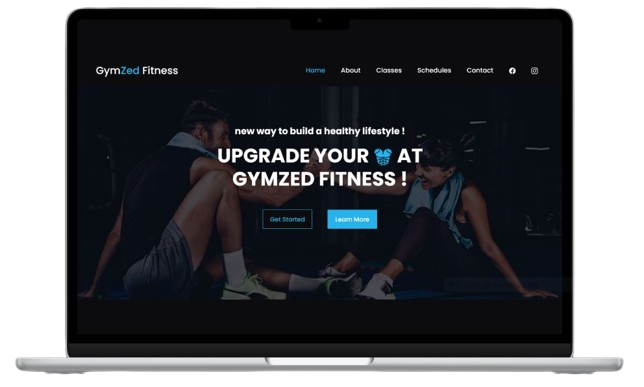 GymZed Fitness
Home About Classes Schedules Contact
new way to build a healthy lifestyle !
UPGRADE YOUR AT
GYMZED FITNESS !
Get Started Learn More